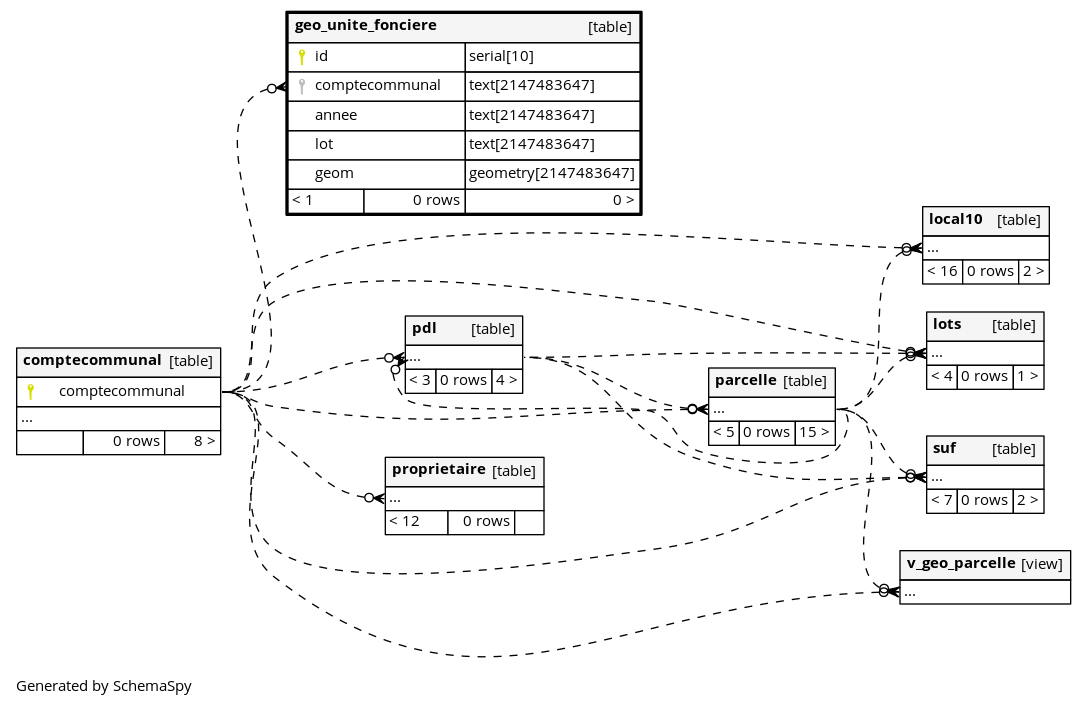 geo_unite_fonciere [table]
id serial[10]
comptecommunal text[2147483647]
annee text[2147483647]
lot text[2147483647]
geom geometry[2147483647]
< 1 0 rows 0 >
local10 [table]
...
< 16 0 rows 2 >
lots [table]
...
< 4 0 rows 1 >
pdl [table]
...
< 3 0 rows 4 >
comptecommunal [table]
comptecommunal
...
0 rows 8 >
parcelle [table]
...
< 5 0 rows 15 >
suf [table]
...
< 7 0 rows 2 >
proprietaire [table]
...
< 12 0 rows
v_geo_parcelle [view]
...
Generated by SchemaSpy